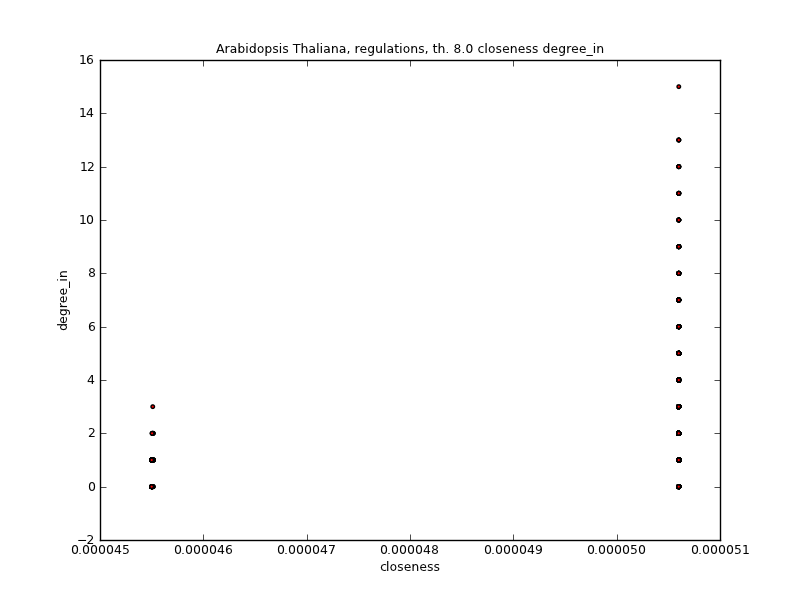 Arabidopsis Thaliana, regulations, th. 8.0 closeness degree_in
16
14
12
10
8
6
4
2
0
−2
degree_in
0.000045 0.000046 0.000047 0.000048 0.000049 0.000050 0.000051
closeness